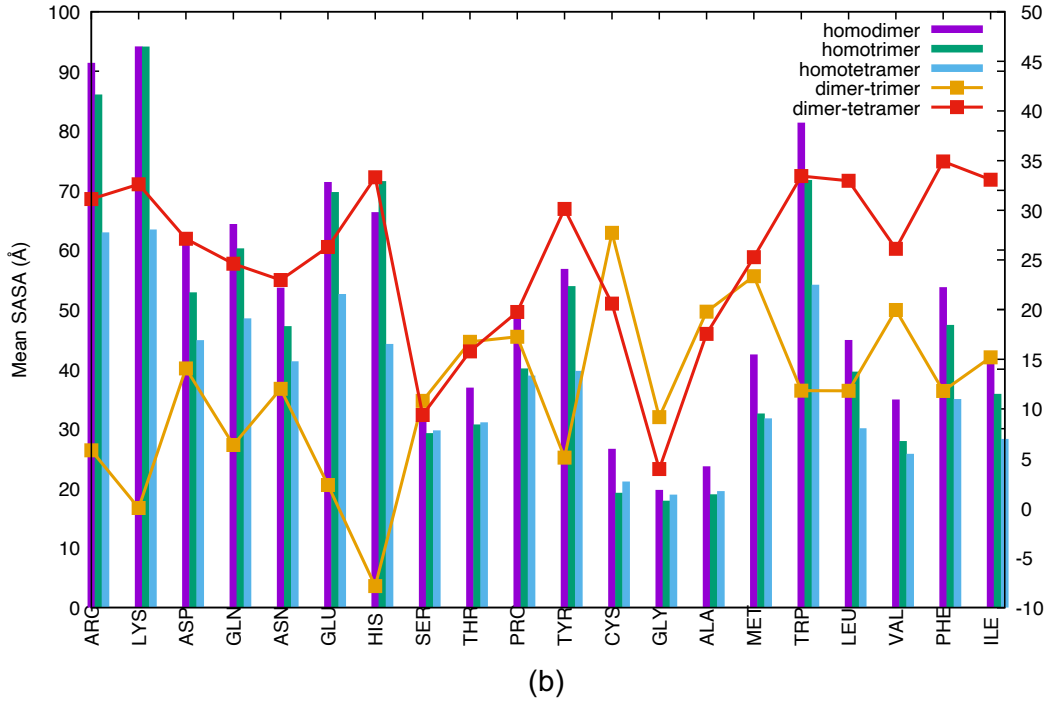 100
90
80
70
60
50
40
30
20
10
0
Mean SASA (Å)
50
45
40
35
30
25
20
15
10
5
0
-5
-10
homodimer
homotrimer
homotetramer
dimer-trimer
dimer-tetramer
ARG
LYS
ASP
GLN
ASN
GLU
HIS
SER
THR
PRO
TYR
CYS
GLY
ALA
MET
TRP
LEU
VAL
PHE
ILE
(b)